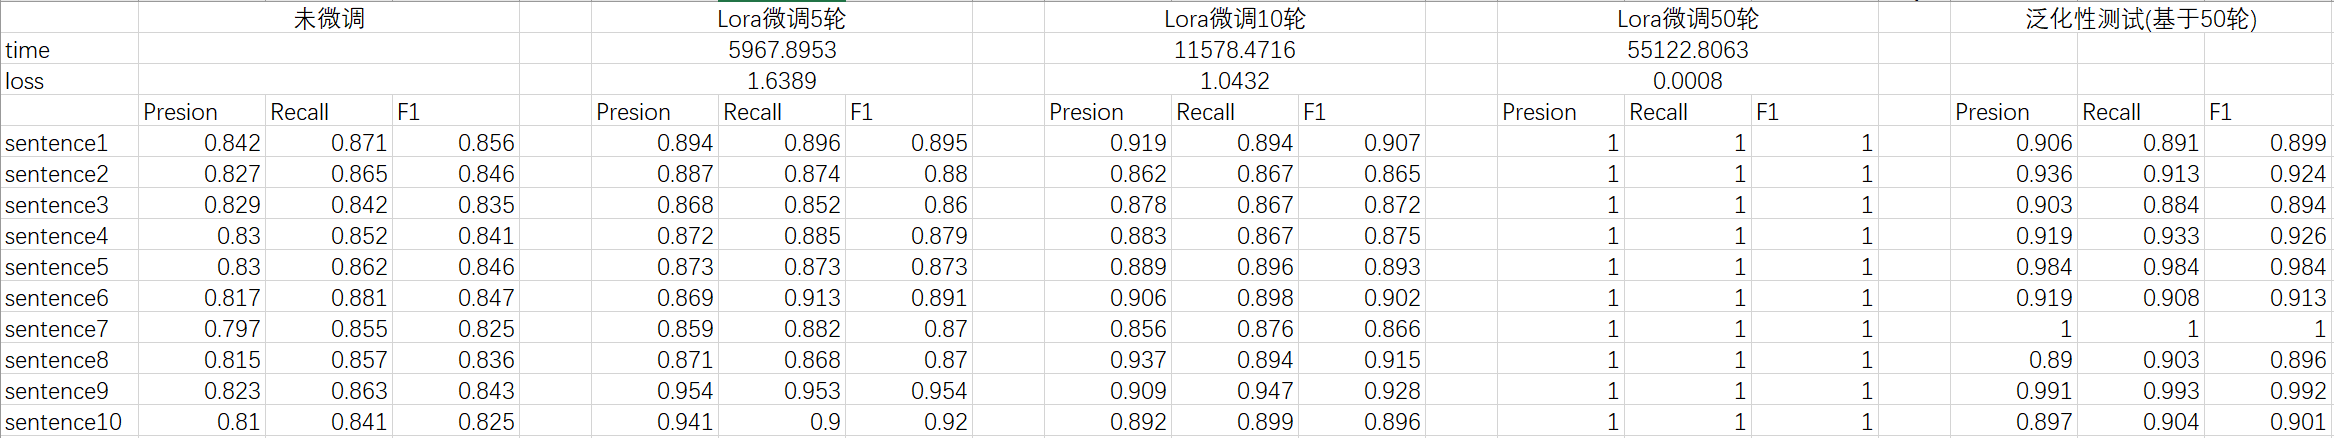 未微调 Lora微调5轮 Lora微调10轮 Lora微调50轮 泛化性测试(基于50轮)
time 5967.8953 11578.4716 55122.8063
loss 1.6389 1.0432 0.0008
Presion Recall F1 Presion Recall F1 Presion Recall F1 Presion Recall F1 Presion Recall F1
sentence1 0.842 0.871 0.856 0.894 0.896 0.895 0.919 0.894 0.907 1 1 1 0.906 0.891 0.899
sentence2 0.827 0.865 0.846 0.887 0.874 0.88 0.862 0.867 0.865 1 1 1 0.936 0.913 0.924
sentence3 0.829 0.842 0.835 0.868 0.852 0.86 0.878 0.867 0.872 1 1 1 0.903 0.884 0.894
sentence4 0.83 0.852 0.841 0.872 0.885 0.879 0.883 0.867 0.875 1 1 1 0.919 0.933 0.926
sentence5 0.83 0.862 0.846 0.873 0.873 0.873 0.889 0.896 0.893 1 1 1 0.984 0.984 0.984
sentence6 0.817 0.881 0.847 0.869 0.913 0.891 0.906 0.898 0.902 1 1 1 0.919 0.908 0.913
sentence7 0.797 0.855 0.825 0.859 0.882 0.87 0.856 0.876 0.866 1 1 1 1 1 1
sentence8 0.815 0.857 0.836 0.871 0.868 0.87 0.937 0.894 0.915 1 1 1 0.89 0.903 0.896
sentence9 0.823 0.863 0.843 0.954 0.953 0.954 0.909 0.947 0.928 1 1 1 0.991 0.993 0.992
sentence10 0.81 0.841 0.825 0.941 0.9 0.92 0.892 0.899 0.896 1 1 1 0.897 0.904 0.901